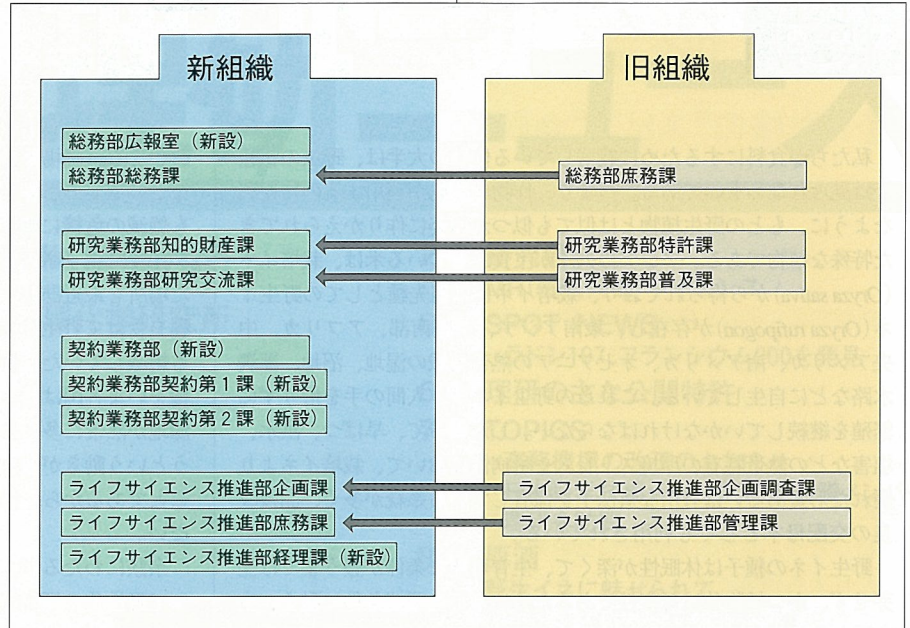 新組織
総務部広報室（新設）
総務部総務課
研究業務部知的財産課
研究業務部研究交流課
契約業務部（新設）
契約業務部契約第1課（新設）
契約業務部契約第2課（新設）
ライフサイエンス推進部企画課
ライフサイエンス推進部庶務課
ライフサイエンス推進部経理課（新設）
旧組織
総務部庶務課
研究業務部特許課
研究業務部普及課
ライフサイエンス推進部企画調査課
ライフサイエンス推進部管理課